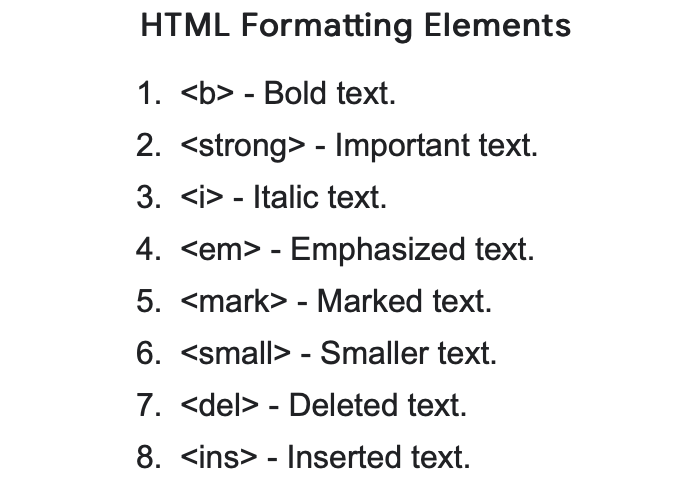 HTML Formatting Elements
1. <b> - Bold text.
2. <strong> - Important text.
3. <i> - Italic text.
4. <em> - Emphasized text.
5. <mark> - Marked text.
6. <small> - Smaller text.
7. <del> - Deleted text.
8. <ins> - Inserted text.